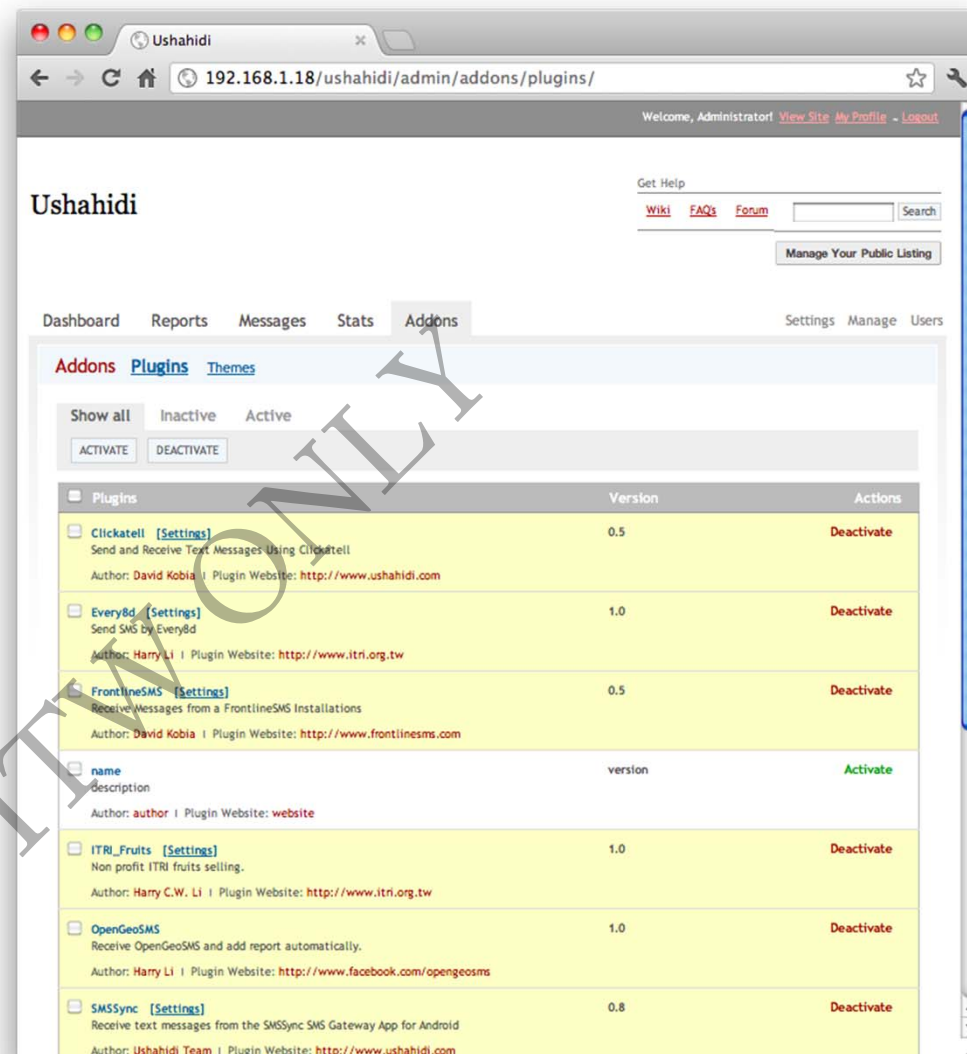 Ushahidi
192.168.1.18/ushahidi/admin/addons/plugins/
Welcome, Administrator! View Site My Profile - Logout
Ushahidi
Get Help
Wiki FAQ's Forum Search
Manage Your Public Listing
Dashboard Reports Messages Stats Addons Settings Manage Users
Addons Plugins Themes
Show all Inactive Active
ACTIVATE DEACTIVATE
Plugins Version Actions
Clickatell [Settings] 0.5 Deactivate
Send and Receive Text Messages Using Clickatell
Author: David Kobia | Plugin Website: http://www.ushahidi.com
Every8d [Settings] 1.0 Deactivate
Send SMS by Every8d
Author: Harry Li | Plugin Website: http://www.itri.org.tw
FrontlineSMS [Settings] 0.5 Deactivate
Receive Messages from a FrontlineSMS Installations
Author: David Kobia | Plugin Website: http://www.frontlinesms.com
name version Activate
description
Author: author | Plugin Website: website
ITRI_Fruits [Settings] 1.0 Deactivate
Non profit ITRI fruits selling.
Author: Harry C.W. Li | Plugin Website: http://www.itri.org.tw
OpenGeoSMS 1.0 Deactivate
Receive OpenGeoSMS and add report automatically.
Author: Harry Li | Plugin Website: http://www.facebook.com/opengeosms
SMSSync [Settings] 0.8 Deactivate
Receive text messages from the SMSSync SMS Gateway App for Android
Author: Ushahidi Team | Plugin Website: http://www.ushahidi.com
TW ONLY